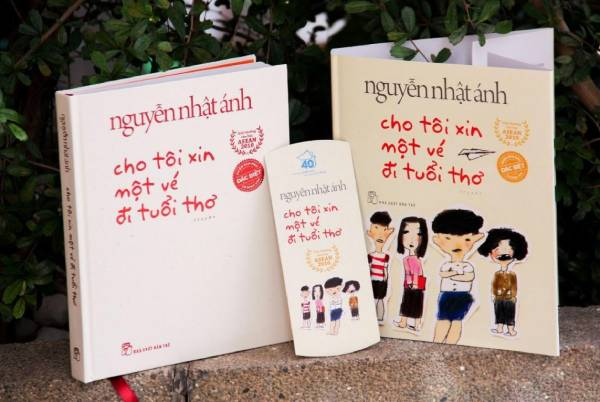 nguyễn nhật ánh
cho tôi xin
một vé
đi tuổi thơ
ASEAN
2010
ĐẶC BIỆT
NHÀ XUẤT BẢN TRẺ
nguyễn nhật ánh
cho tôi xin một vé đi tuổi thơ
40
nguyễn nhật ánh
cho tôi xin
một vé
đi tuổi thơ
ASEAN
2010
nguyễn nhật ánh
cho tôi xin
một vé
đi tuổi thơ
ASEAN
2010
ĐẶC BIỆT
NHÀ XUẤT BẢN TRẺ